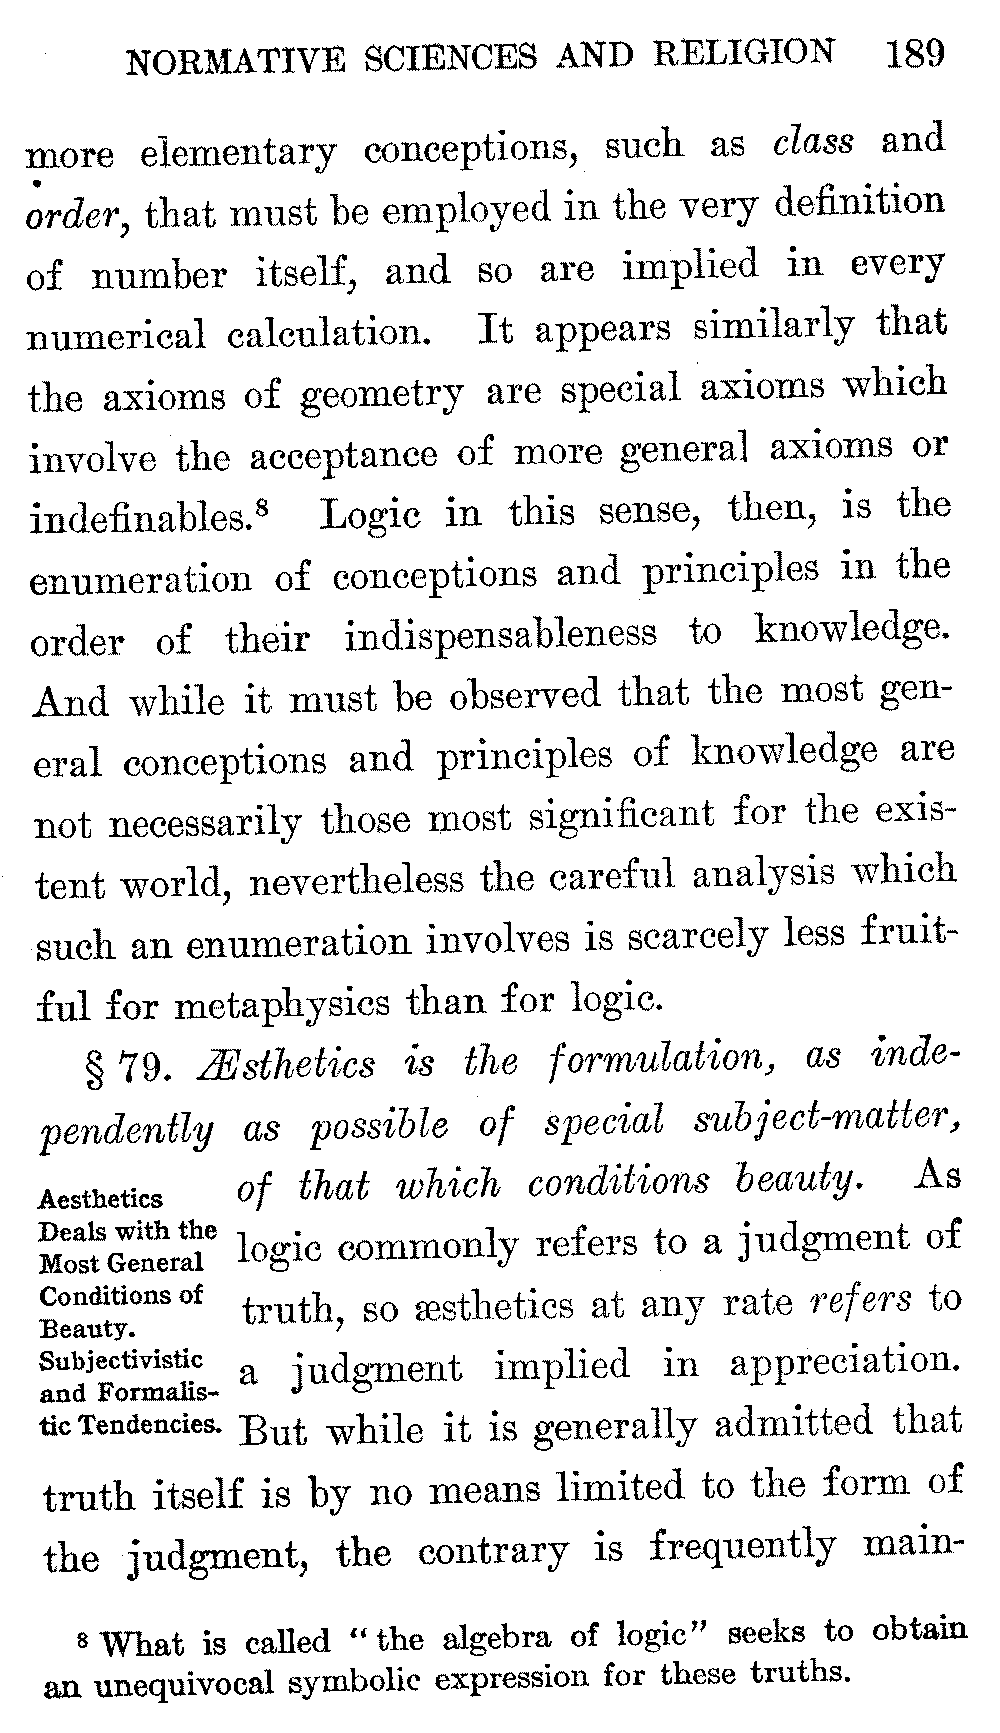 NORMATIVE SCIENCES AND RELIGION 189
more elementary conceptions, such as class and
order, that must be employed in the very definition
of number itself, and so are implied in every
numerical calculation. It appears similarly that
the axioms of geometry are special axioms which
involve the acceptance of more general axioms or
indefinables.⁸ Logic in this sense, then, is the
enumeration of conceptions and principles in the
order of their indispensableness to knowledge.
And while it must be observed that the most gen-
eral conceptions and principles of knowledge are
not necessarily those most significant for the exis-
tent world, nevertheless the careful analysis which
such an enumeration involves is scarcely less fruit-
ful for metaphysics than for logic.
§ 79. Æsthetics is the formulation, as inde-
pendently as possible of special subject-matter,
Aesthetics
Deals with the
Most General
Conditions of
Beauty.
Subjectivistic
and Formalis-
tic Tendencies.
of that which conditions beauty. As
logic commonly refers to a judgment of
truth, so æsthetics at any rate refers to
a judgment implied in appreciation.
But while it is generally admitted that
truth itself is by no means limited to the form of
the judgment, the contrary is frequently main-
⁸ What is called "the algebra of logic" seeks to obtain
an unequivocal symbolic expression for these truths.